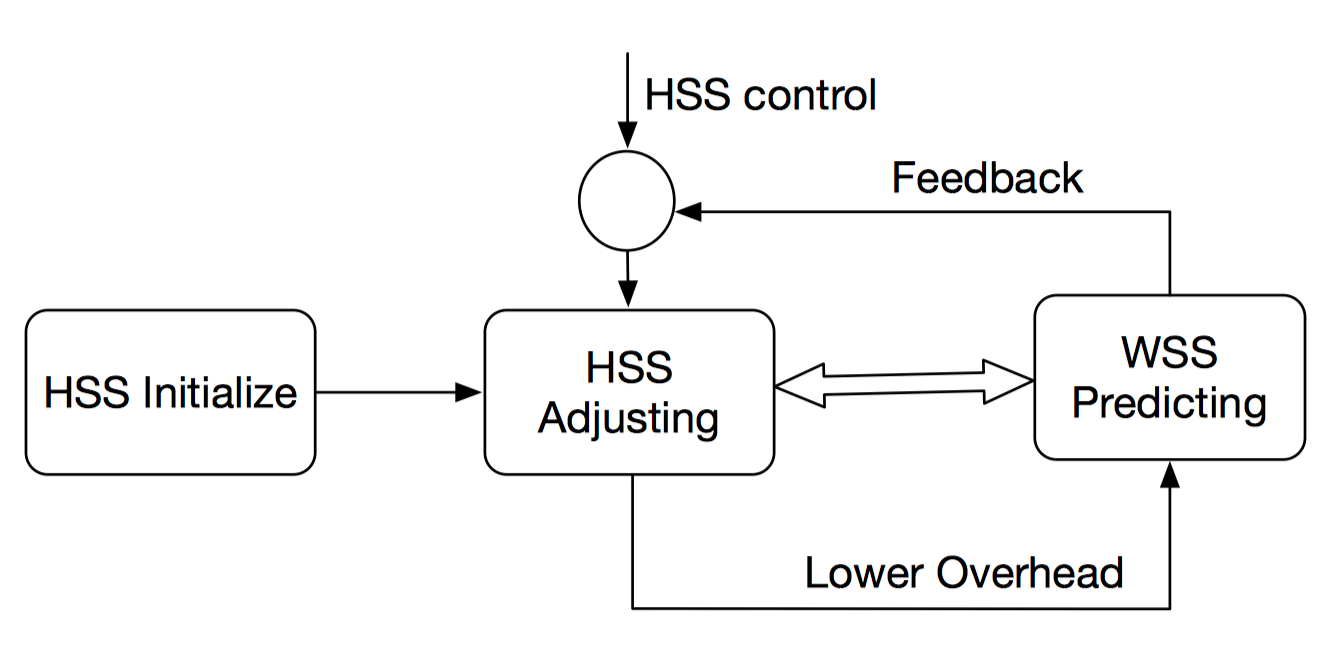 HSS control
Feedback
HSS Initialize
HSS
Adjusting
WSS
Predicting
Lower Overhead